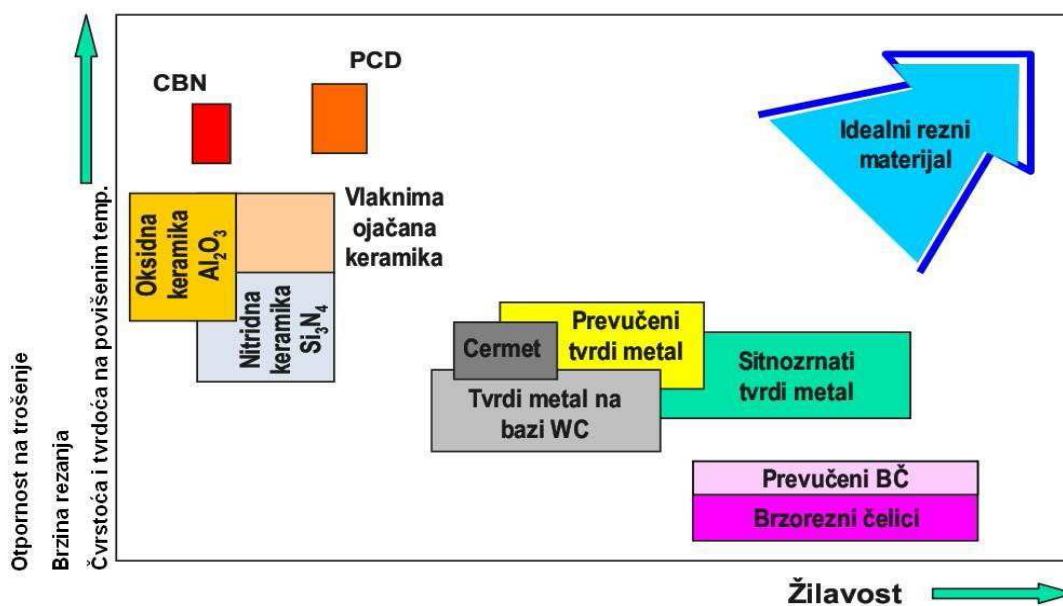 PCD
CBN
Idealni rezni
materijal
Vlaknima
ojačana
keramika
Oksidna
keramika
Al₂O₃
Nitridna
keramika
Si₃N₄
Prevučeni
tvrdi metal
Cermet
Sitnozrnati
tvrdi metal
Tvrdi metal na
bazi WC
Prevučeni BČ
Brzorezni čelici
Otpornost na trošenje
Brzina rezanja
Čvrstoća i tvrdoća na povišenim temp.
Žilavost